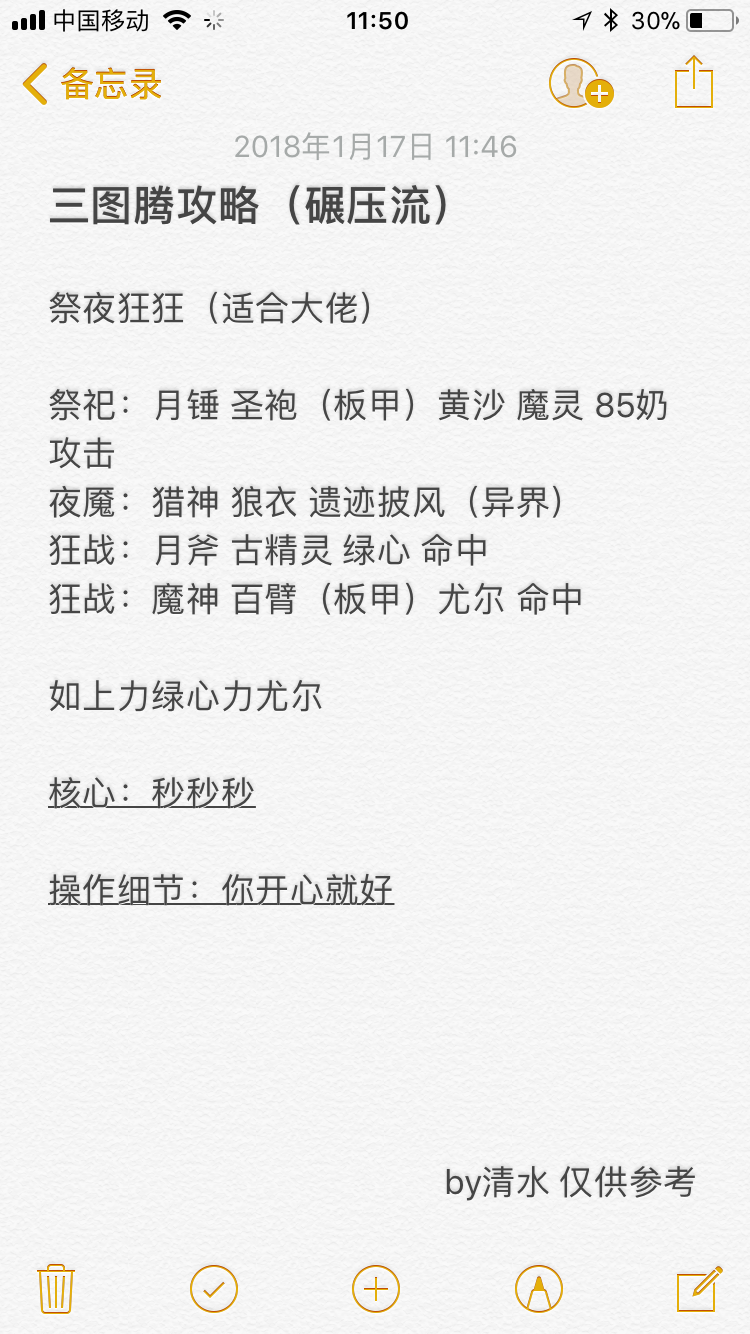 中国移动 11:50 30%
备忘录
2018年1月17日 11:46
三图腾攻略（碾压流）
祭夜狂狂（适合大佬）
祭祀：月锤 圣袍（板甲）黄沙 魔灵 85奶
攻击
夜魇：猎神 狼衣 遗迹披风（异界）
狂战：月斧 古精灵 绿心 命中
狂战：魔神 百臂（板甲）尤尔 命中
如上力绿心力尤尔
核心：秒秒秒
操作细节：你开心就好
by清水 仅供参考